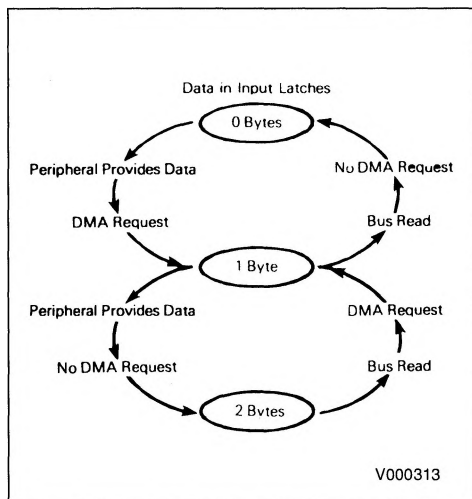 Data in Input Latches
0 Bytes
Peripheral Provides Data
No DMA Request
DMA Request
Bus Read
1 Byte
Peripheral Provides Data
DMA Request
No DMA Request
Bus Read
2 Bytes
V000313